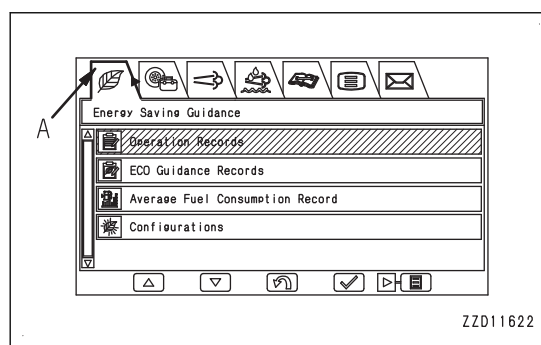 A
Energy Saving Guidance
Operation Records
ECO Guidance Records
Average Fuel Consumption Record
Configurations
ZZD11622